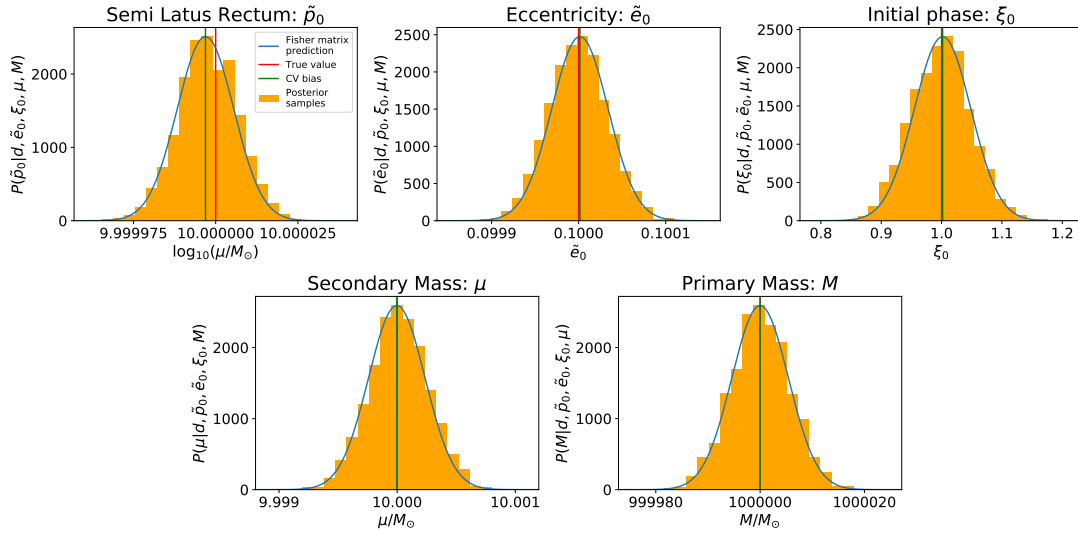 Semi Latus Rectum: p̃₀
Fisher matrix
prediction
True value
CV bias
Posterior
samples
P(p̃₀|d, ẽ₀, ξ₀, μ, M)
2000
1000
0
9.9999975
10.000000
10.000025
log₁₀(μ/M⊙)
Eccentricity: ẽ₀
P(ẽ₀|d, p̃₀, ξ₀, μ, M)
2500
2000
1500
1000
500
0
0.0999
0.1000
0.1001
ẽ₀
Initial phase: ξ₀
P(ξ₀|d, p̃₀, ẽ₀, μ, M)
2500
2000
1500
1000
500
0
0.8
0.9
1.0
1.1
1.2
ξ₀
Secondary Mass: μ
P(μ|d, p̃₀, ẽ₀, ξ₀, M)
2000
1000
0
9.999
10.000
10.001
μ/M⊙
Primary Mass: M
P(M|d, p̃₀, ẽ₀, ξ₀, μ)
2000
1000
0
999980
1000000
1000020
M/M⊙